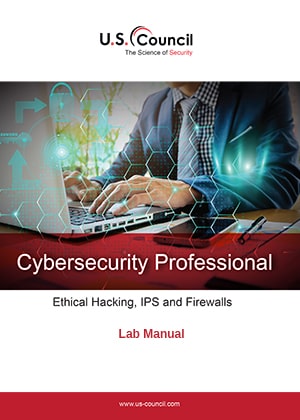 U.S. Council
The Science of Security
Cybersecurity Professional
Ethical Hacking, IPS and Firewalls
Lab Manual
www.us-council.com